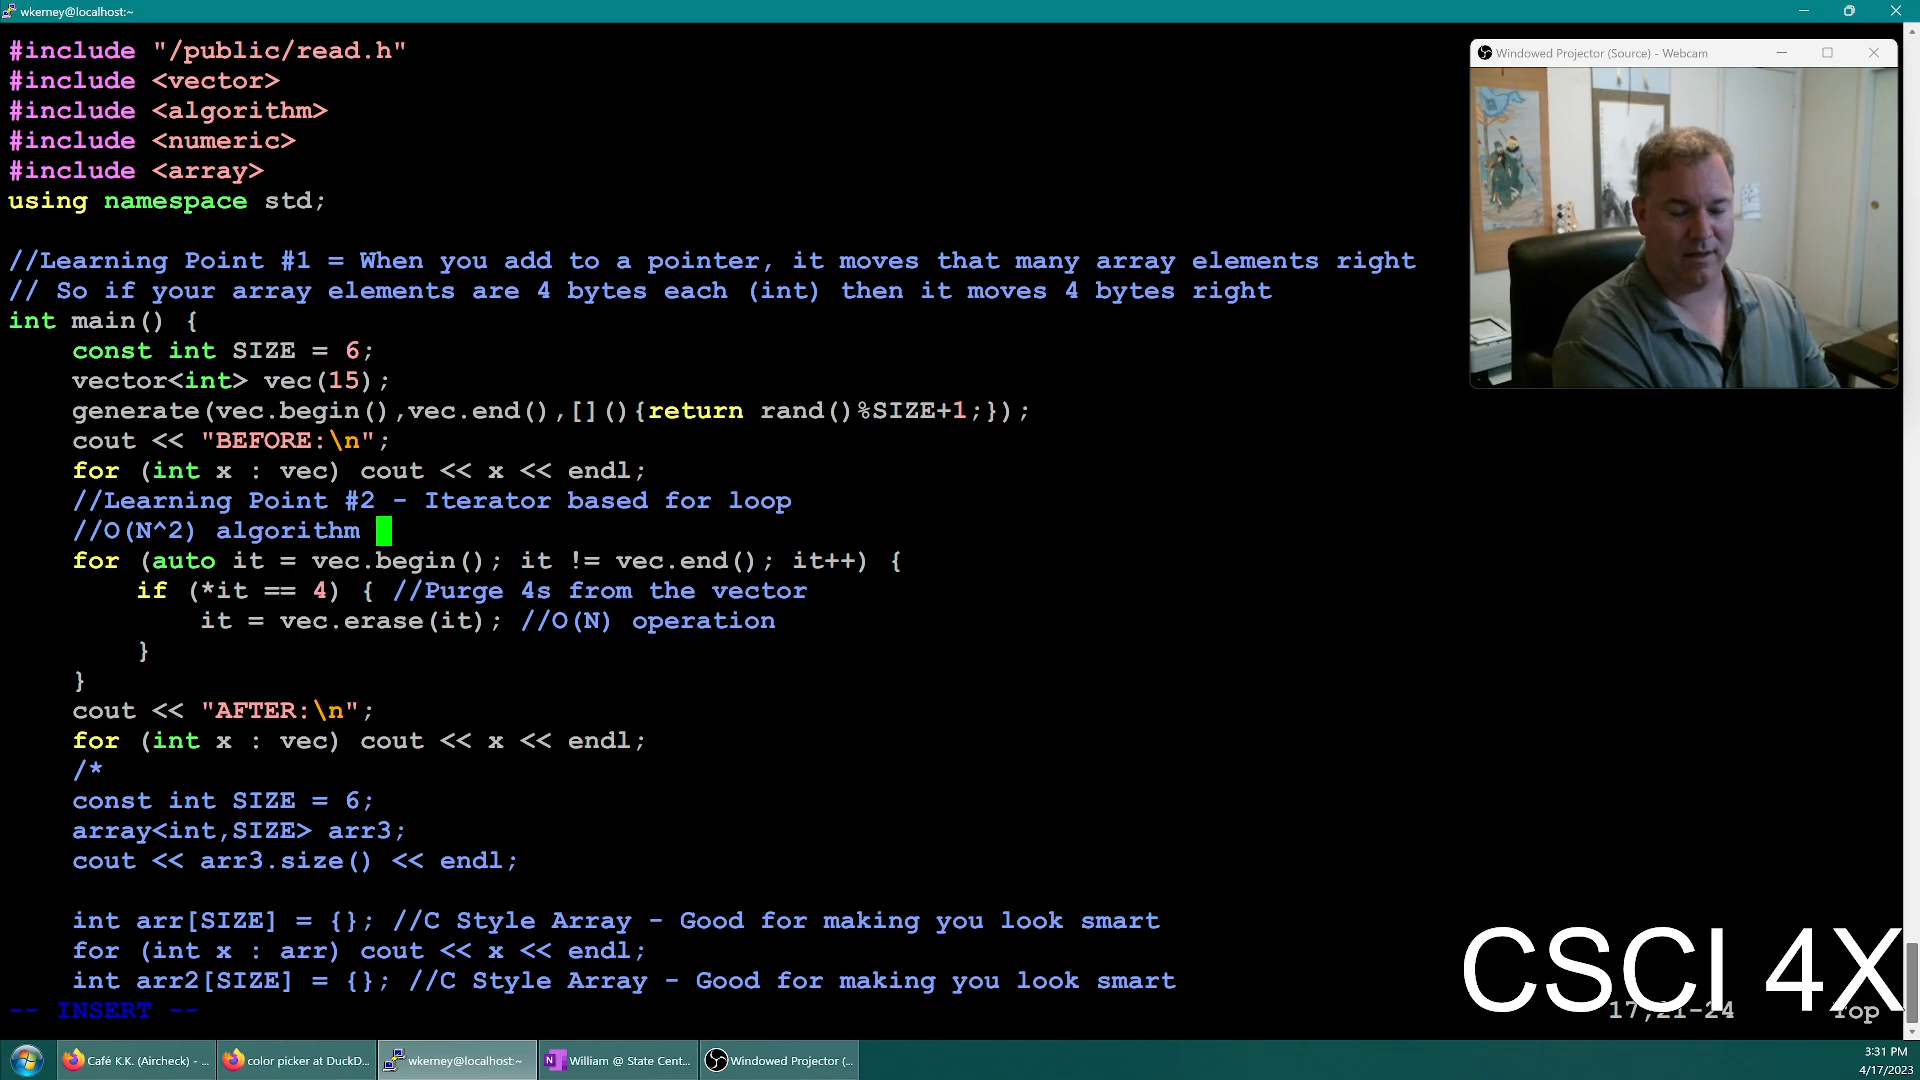 wkerney@localhost:~
#include "/public/read.h"
#include <vector>
#include <algorithm>
#include <numeric>
#include <array>
using namespace std;
//Learning Point #1 = When you add to a pointer, it moves that many array elements right
// So if your array elements are 4 bytes each (int) then it moves 4 bytes right
int main() {
const int SIZE = 6;
vector<int> vec(15);
generate(vec.begin(),vec.end(),[](){return rand()%SIZE+1;});
cout << "BEFORE:\n";
for (int x : vec) cout << x << endl;
//Learning Point #2 - Iterator based for loop
//O(N^2) algorithm
for (auto it = vec.begin(); it != vec.end(); it++) {
if (*it == 4) { //Purge 4s from the vector
it = vec.erase(it); //O(N) operation
}
}
cout << "AFTER:\n";
for (int x : vec) cout << x << endl;
/*
const int SIZE = 6;
array<int,SIZE> arr3;
cout << arr3.size() << endl;
int arr[SIZE] = {}; //C Style Array - Good for making you look smart
for (int x : arr) cout << x << endl;
int arr2[SIZE] = {}; //C Style Array - Good for making you look smart
-- INSERT --
17,21-24
Top
Windowed Projector (Source) - Webcam
CSCI 4X
Café K.K. (Aircheck) - ...
color picker at DuckD...
wkerney@localhost:~
William @ State Cent...
Windowed Projector (...
3:31 PM
4/17/2023